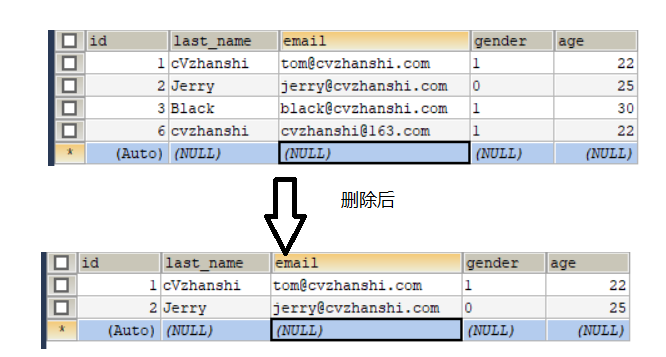 id last_name email gender age
1 cVzhanshi tom@cvzhanshi.com 1 22
2 Jerry jerry@cvzhanshi.com 0 25
3 Black black@cvzhanshi.com 1 30
6 cvzhanshi cvzhanshi@163.com 1 22
* (Auto) (NULL) (NULL) (NULL) (NULL)
删除后
id last_name email gender age
1 cVzhanshi tom@cvzhanshi.com 1 22
2 Jerry jerry@cvzhanshi.com 0 25
* (Auto) (NULL) (NULL) (NULL) (NULL)